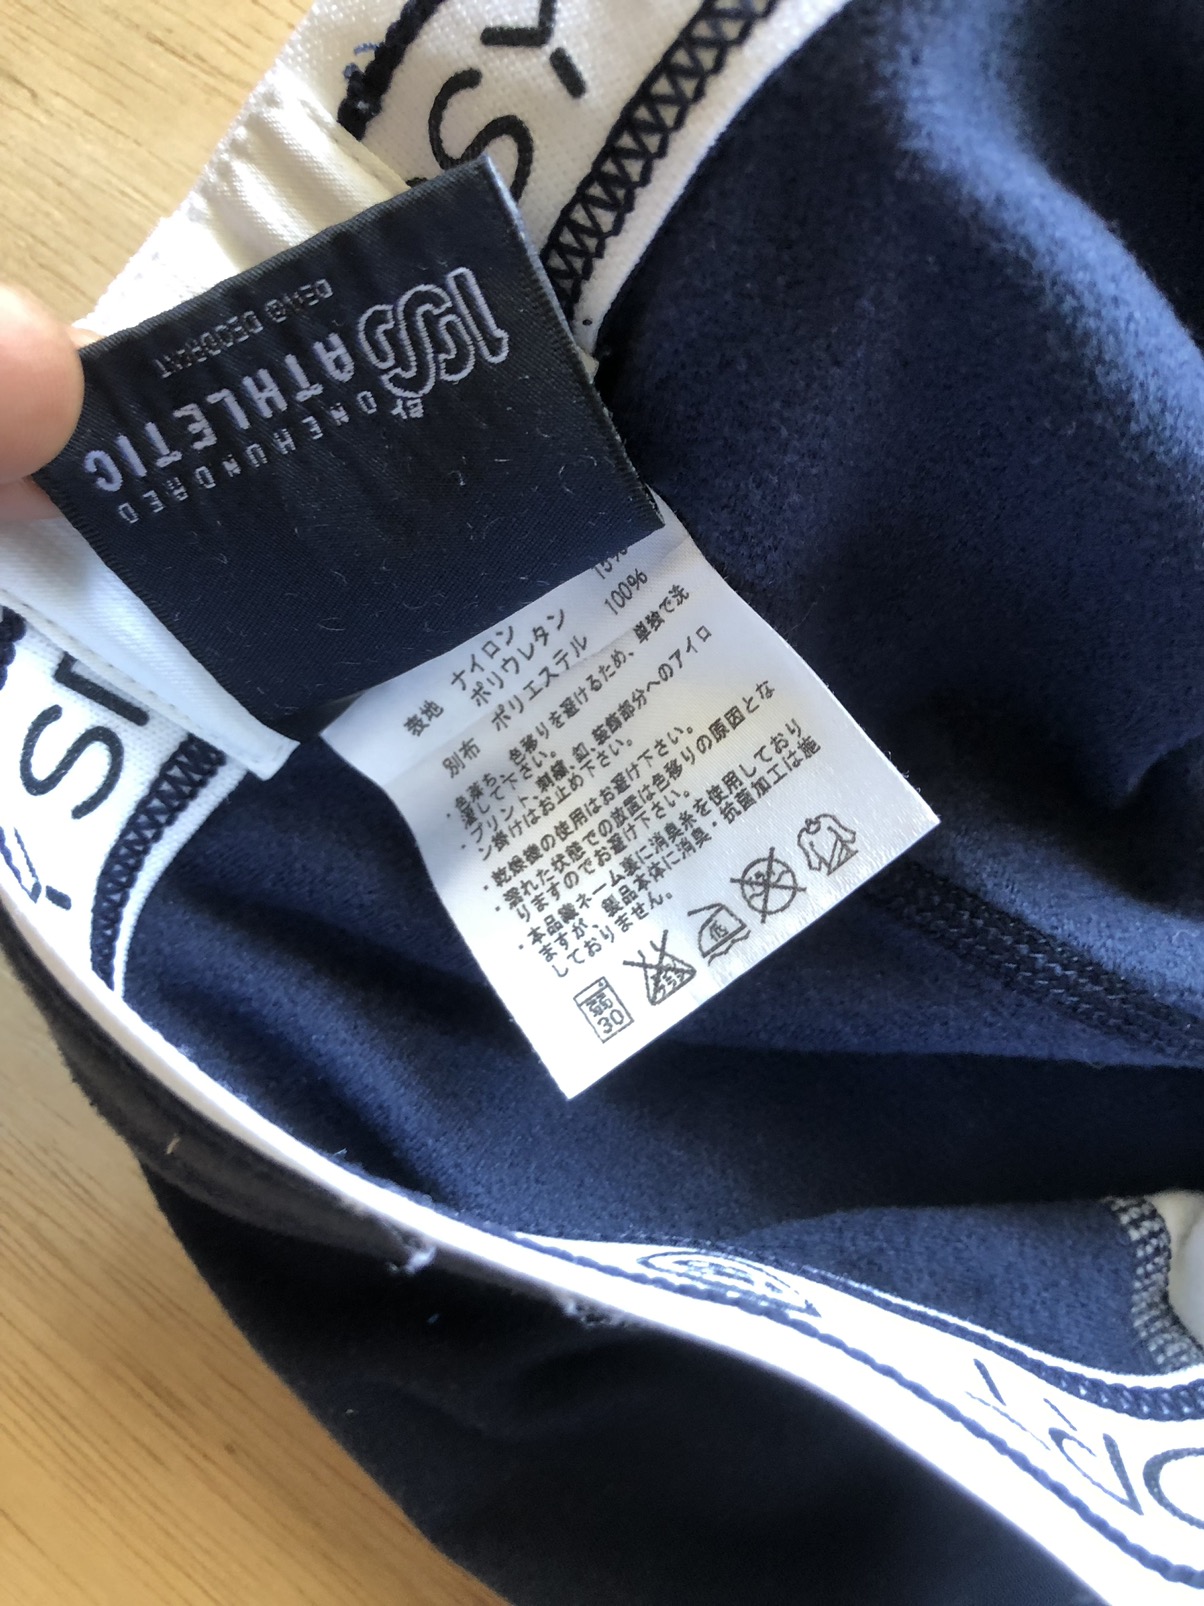 SY
100 ATHLETIC
BY ONEHUNDRED
DEW@DEODRANT
15%
表地 ナイロン
ポリウレタン
100%
別布 ポリエステル
・色落ち、色移りを避けるため、単独で洗
濯して下さい。
・プリント、刺繍、釦、装飾部分へのアイロ
ン掛けはお止め下さい。
・乾燥機の使用はお避け下さい。
・濡れた状態での放置は色移りの原因とな
りますのでお避け下さい。
・本品織ネーム裏に消臭糸を使用しており
ますが、製品本体に消臭・抗菌加工は施
しておりません。
弱
30